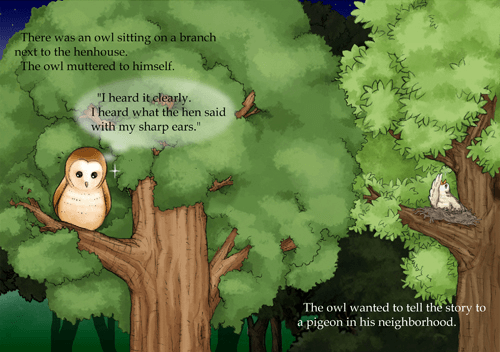 There was an owl sitting on a branch
next to the henhouse.
The owl muttered to himself.
"I heard it clearly.
I heard what the hen said
with my sharp ears."
The owl wanted to tell the story to
a pigeon in his neighborhood.